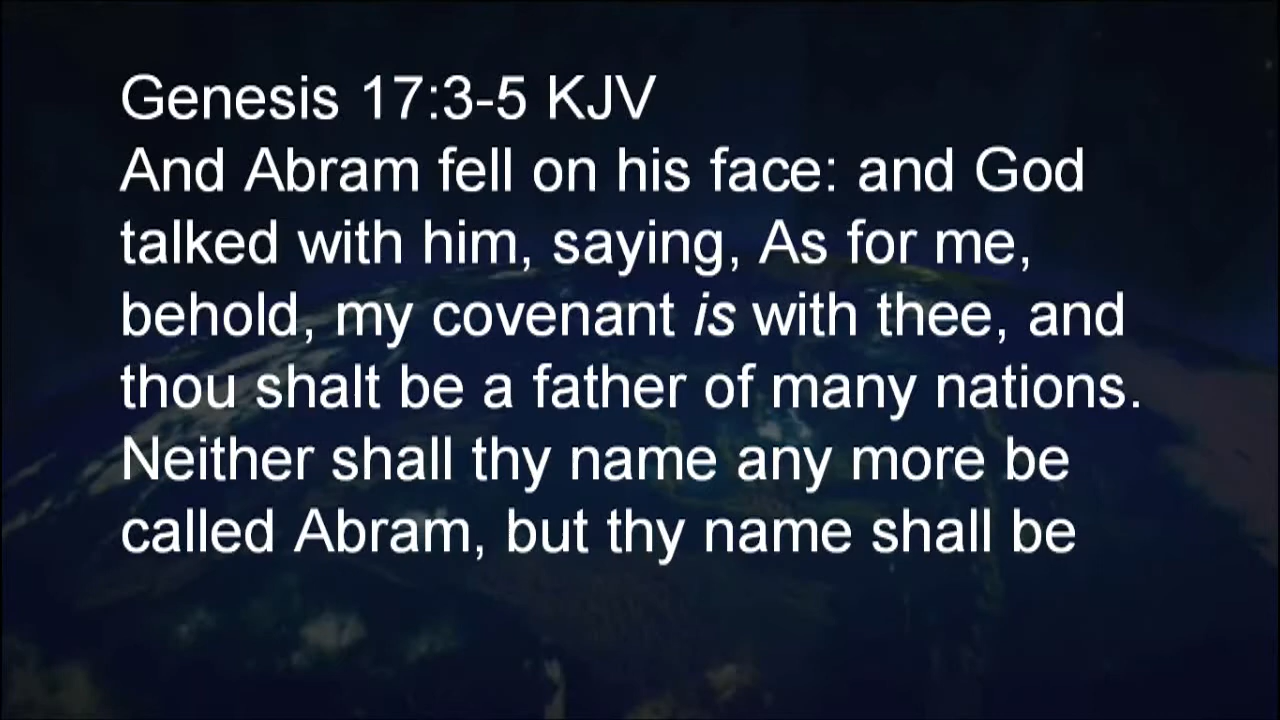 Genesis 17:3-5 KJV
And Abram fell on his face: and God
talked with him, saying, As for me,
behold, my covenant is with thee, and
thou shalt be a father of many nations.
Neither shall thy name any more be
called Abram, but thy name shall be